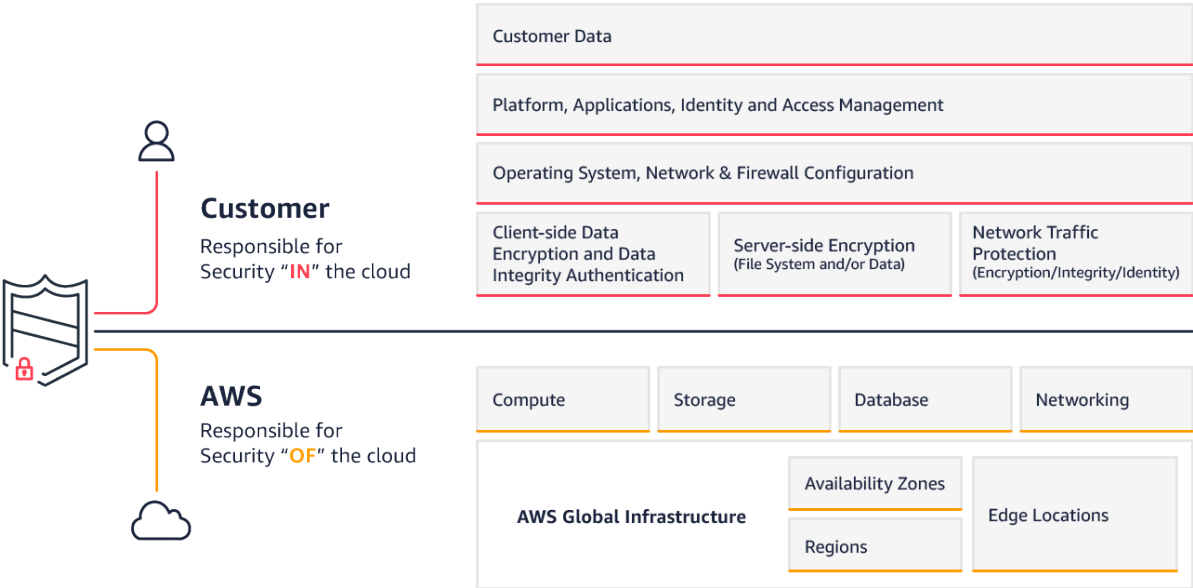 Customer Data
Platform, Applications, Identity and Access Management
Operating System, Network & Firewall Configuration
Customer
Responsible for
Security “IN” the cloud
Client-side Data
Encryption and Data
Integrity Authentication
Server-side Encryption
(File System and/or Data)
Network Traffic
Protection
(Encryption/Integrity/Identity)
AWS
Responsible for
Security “OF” the cloud
Compute
Storage
Database
Networking
AWS Global Infrastructure
Availability Zones
Regions
Edge Locations